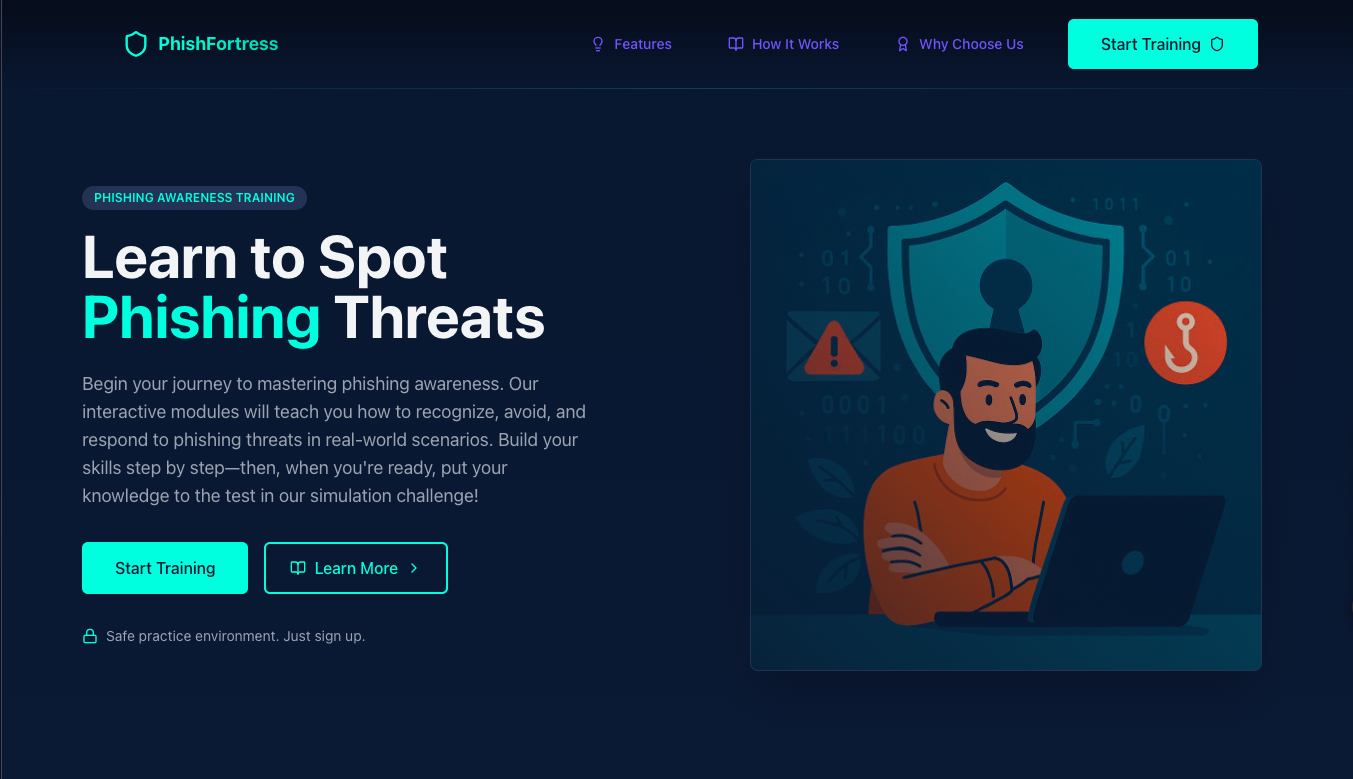 PhishFortress
Features
How It Works
Why Choose Us
Start Training
PHISHING AWARENESS TRAINING
Learn to Spot
Phishing Threats
Begin your journey to mastering phishing awareness. Our
interactive modules will teach you how to recognize, avoid, and
respond to phishing threats in real-world scenarios. Build your
skills step by step—then, when you're ready, put your
knowledge to the test in our simulation challenge!
Start Training
Learn More
Safe practice environment. Just sign up.
1011
01
10
01
10
1
10
0001
0
0
111100